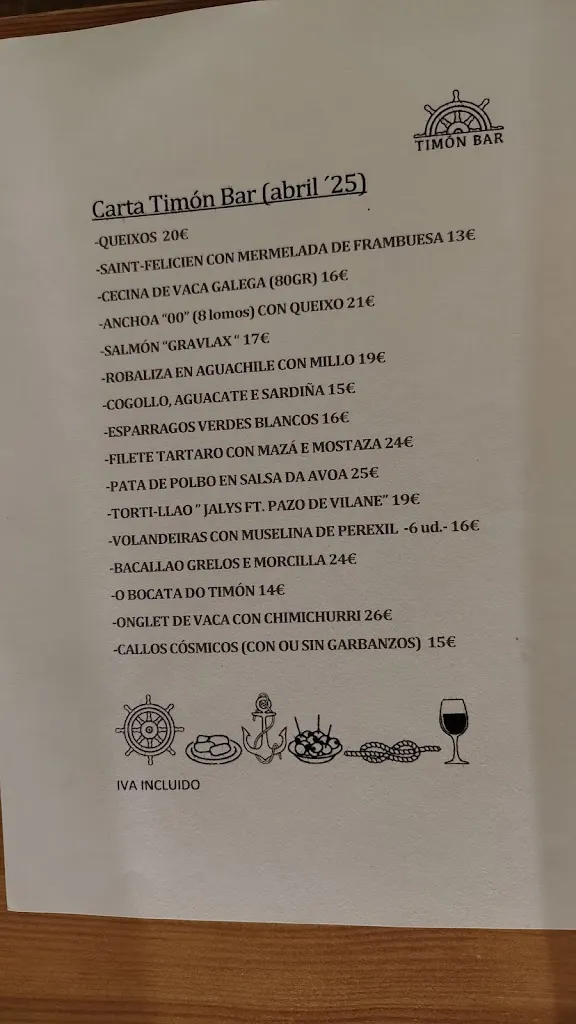 TIMÓN BAR
Carta Timón Bar (abril ´25)
-QUEIXOS 20€
-SAINT-FELICIEN CON MERMELADA DE FRAMBUESA 13€
-CECINA DE VACA GALEGA (80GR) 16€
-ANCHOA “00” (8 lomos) CON QUEIXO 21€
-SALMÓN “GRAVLAX “ 17€
-ROBALIZA EN AGUACHILE CON MILLO 19€
-COGOLLO, AGUACATE E SARDIÑA 15€
-ESPARRAGOS VERDES BLANCOS 16€
-FILETE TARTARO CON MAZÁ E MOSTAZA 24€
-PATA DE POLBO EN SALSA DA AVOA 25€
-TORTI-LLAO ” JALYS FT. PAZO DE VILANE” 19€
-VOLANDEIRAS CON MUSELINA DE PEREXIL -6 ud.- 16€
-BACALLAO GRELOS E MORCILLA 24€
-O BOCATA DO TIMÓN 14€
-ONGLET DE VACA CON CHIMICHURRI 26€
-CALLOS CÓSMICOS (CON OU SIN GARBANZOS) 15€
IVA INCLUIDO